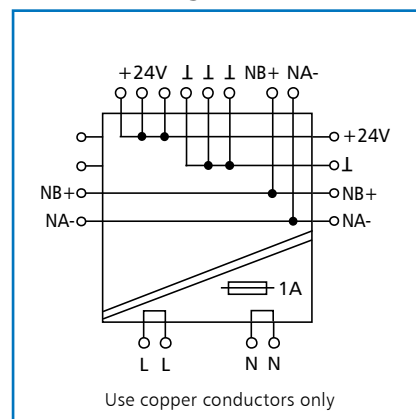 +24V ⊥ ⊥ ⊥ NB+ NA-
+24V
⊥
NB+ NB+
NA- NA-
1A
L L N N
Use copper conductors only